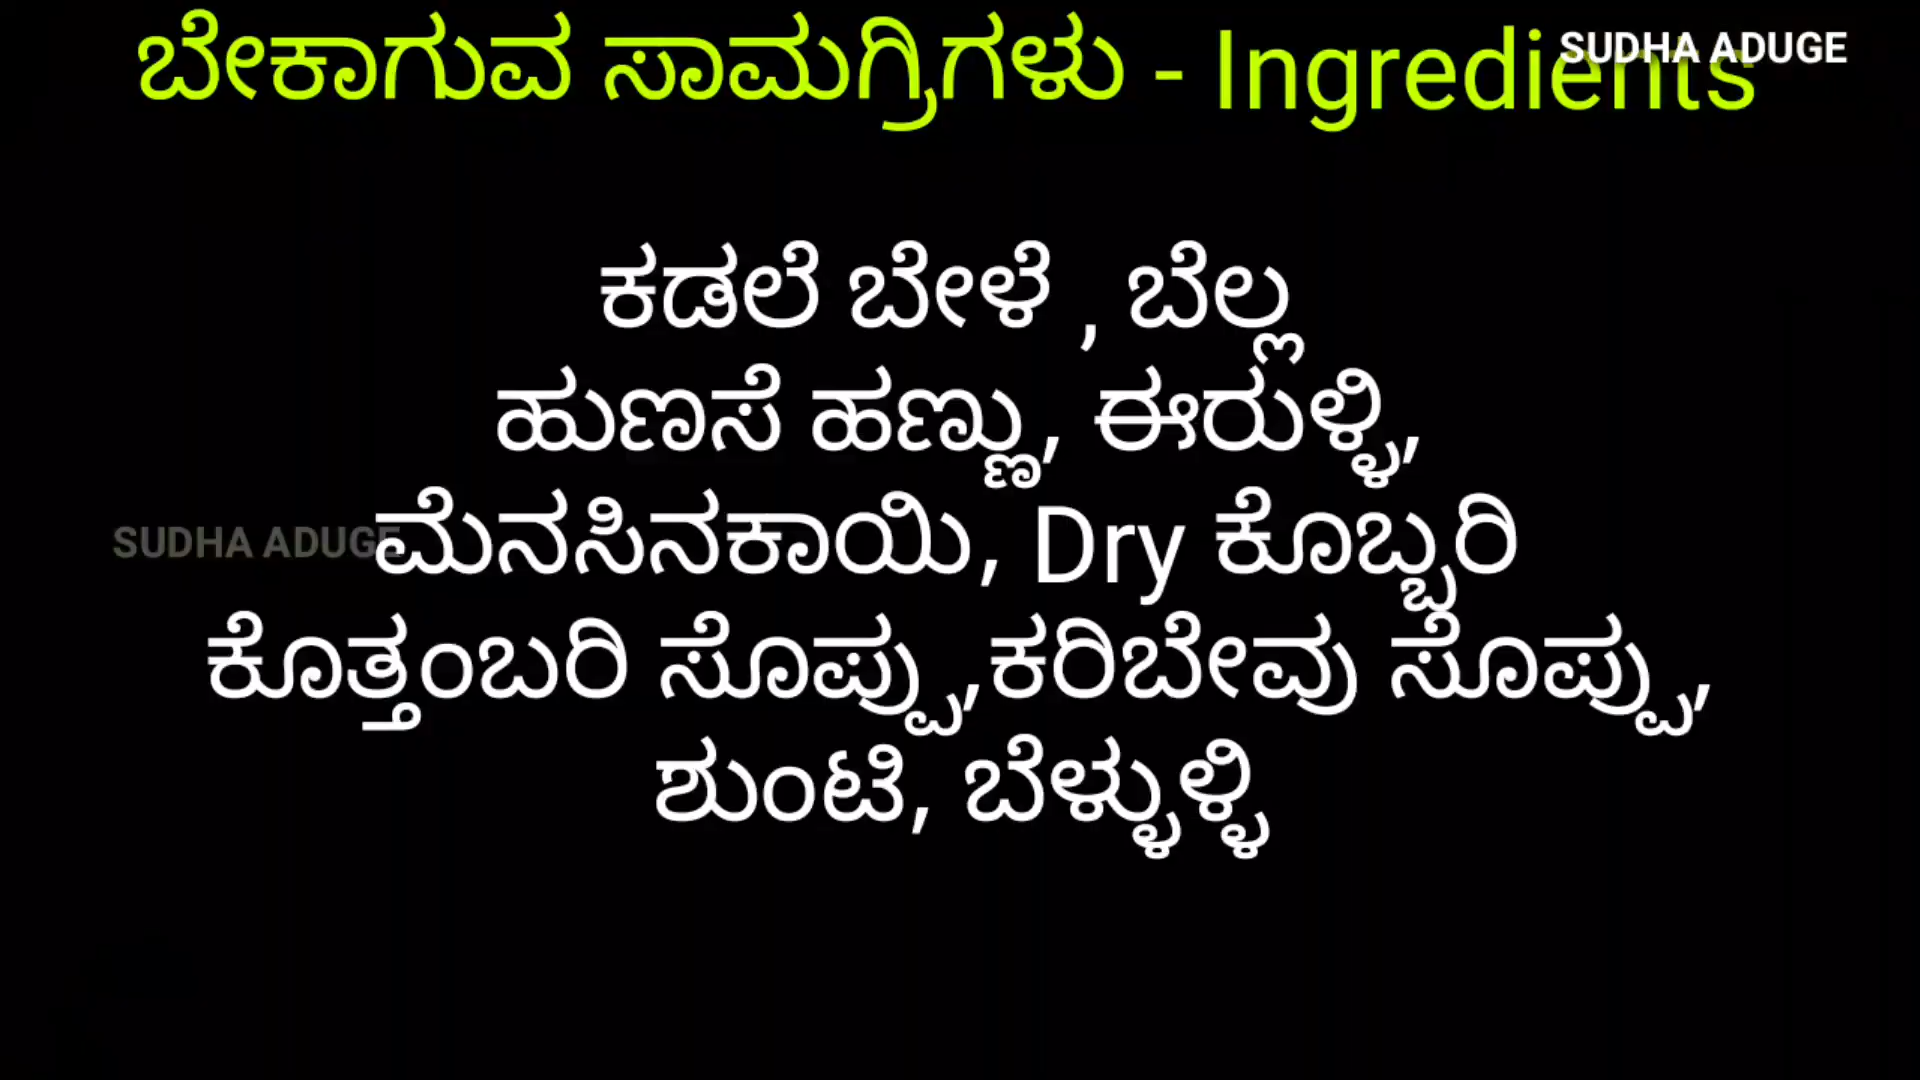 ಬೇಕಾಗುವ ಸಾಮಗ್ರಿಗಳು - Ingredients
SUDHA ADUGE
ಕಡಲೆ ಬೇಳೆ , ಬೆಲ್ಲ
ಹುಣಸೆ ಹಣ್ಣು, ಈರುಳ್ಳಿ,
SUDHA ADUGE
ಮೆನಸಿನಕಾಯಿ, Dry ಕೊಬ್ಬರಿ
ಕೊತ್ತಂಬರಿ ಸೊಪ್ಪು,ಕರಿಬೇವು ಸೊಪ್ಪು,
ಶುಂಟಿ, ಬೆಳ್ಳುಳ್ಳಿ